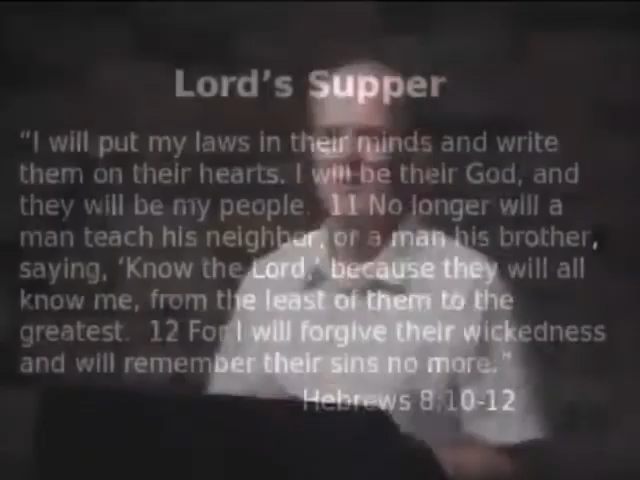 Lord’s Supper
“I will put my laws in their minds and write
them on their hearts. I will be their God, and
they will be my people.  11 No longer will a
man teach his neighbor, or a man his brother,
saying, ‘Know the Lord,’ because they will all
know me, from the least of them to the
greatest.  12 For I will forgive their wickedness
and will remember their sins no more.”
Hebrews 8:10-12